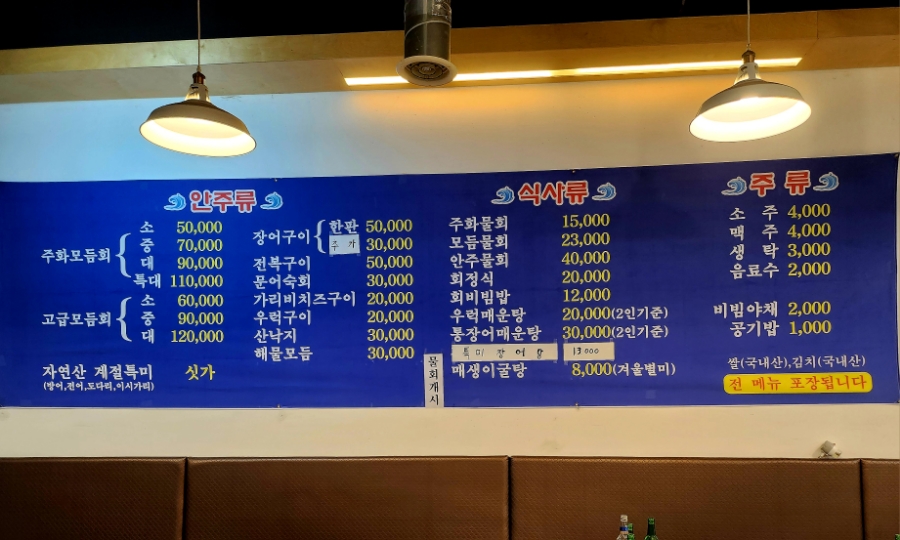 안주류
주화모듬회
소 50,000
중 70,000
대 90,000
특대 110,000
고급모듬회
소 60,000
중 90,000
대 120,000
자연산 계절특미 싯가
(방어,전어,도다리,이시가리)
장어구이
한판 50,000
추가 30,000
전복구이 50,000
문어숙회 30,000
가리비치즈구이 20,000
우럭구이 20,000
산낙지 30,000
해물모듬 30,000
물회개시
식사류
주화물회 15,000
모듬물회 23,000
안주물회 40,000
회정식 20,000
회비빔밥 12,000
우럭매운탕 20,000(2인기준)
통장어매운탕 30,000(2인기준)
특미 장어탕 13000
매생이굴탕 8,000(겨울별미)
주류
소주 4,000
맥주 4,000
생탁 3,000
음료수 2,000
비빔야채 2,000
공기밥 1,000
쌀(국내산),김치(국내산)
전 메뉴 포장됩니다